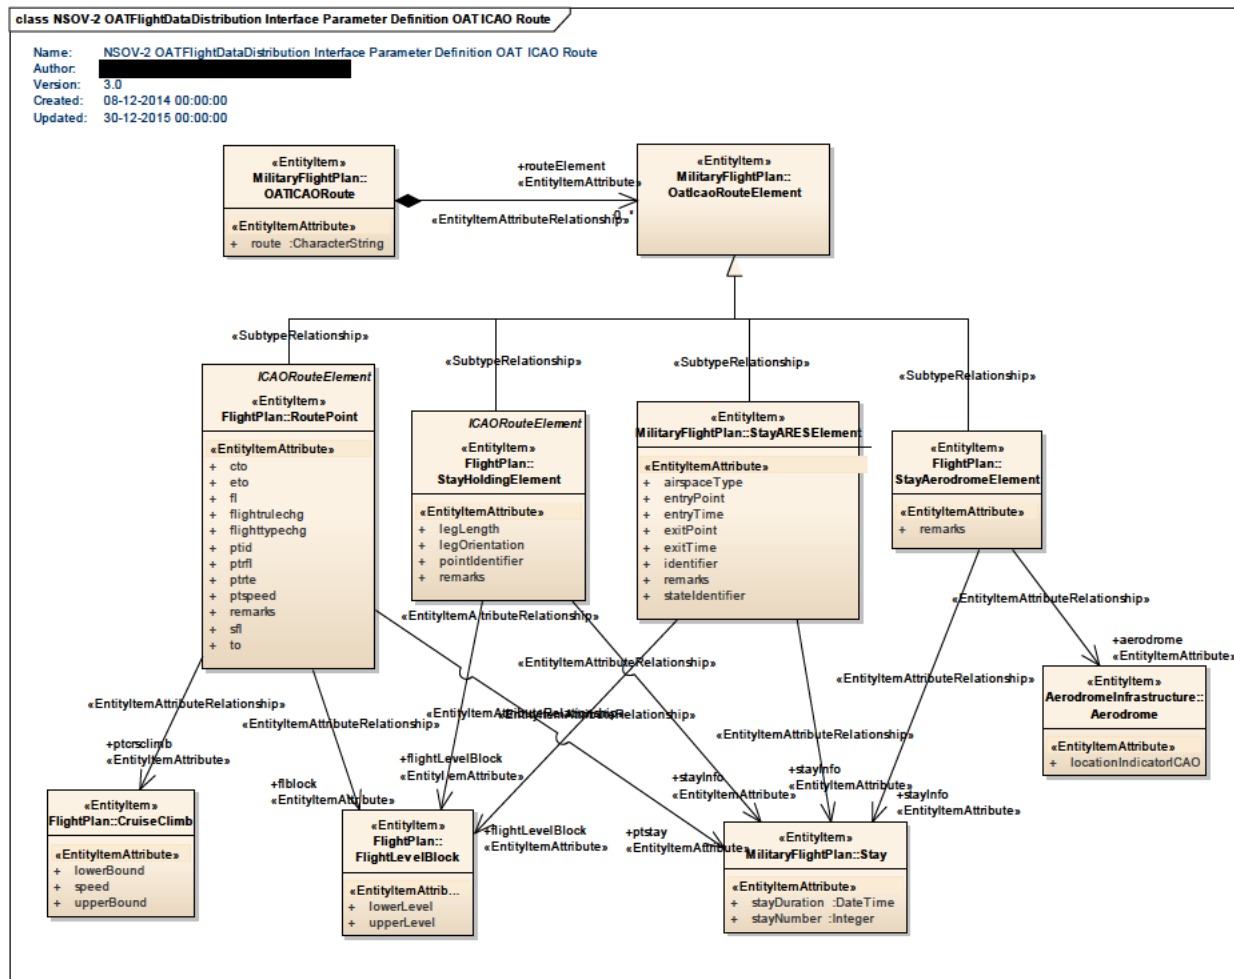 class NSOV-2 OATFlightDataDistribution Interface Parameter Definition OAT ICAO Route
Name: NSOV-2 OATFlightDataDistribution Interface Parameter Definition OAT ICAO Route
Author:
Version: 3.0
Created: 08-12-2014 00:00:00
Updated: 30-12-2015 00:00:00
«EntityItem»
MilitaryFlightPlan::
OATICAORoute
«EntityItemAttribute»
+ route :CharacterString
+routeElement
«EntityItemAttribute»
0..*
«EntityItemAttributeRelationship»
«EntityItem»
MilitaryFlightPlan::
OatIcaoRouteElement
«SubtypeRelationship»
«SubtypeRelationship»
«SubtypeRelationship»
«SubtypeRelationship»
ICAORouteElement
«EntityItem»
FlightPlan::RoutePoint
«EntityItemAttribute»
+ cto
+ eto
+ fl
+ flightrulechg
+ flighttypechg
+ ptid
+ ptrfl
+ ptrte
+ ptspeed
+ remarks
+ sfl
+ to
ICAORouteElement
«EntityItem»
FlightPlan::
StayHoldingElement
«EntityItemAttribute»
+ legLength
+ legOrientation
+ pointIdentifier
+ remarks
«EntityItem»
MilitaryFlightPlan::StayARESElement
«EntityItemAttribute»
+ airspaceType
+ entryPoint
+ entryTime
+ exitPoint
+ exitTime
+ identifier
+ remarks
+ stateIdentifier
«EntityItem»
FlightPlan::
StayAerodromeElement
«EntityItemAttribute»
+ remarks
«EntityItemAttributeRelationship»
«EntityItemAttributeRelationship»
«EntityItemAttributeRelationship»
«EntityItemAttributeRelationship»
«EntityItemAttributeRelationship»
«EntityItemAttributeRelationship»
«EntityItemAttributeRelationship»
«EntityItemAttributeRelationship»
«EntityItemAttributeRelationship»
+aerodrome
«EntityItemAttribute»
«EntityItem»
AerodromeInfrastructure::
Aerodrome
«EntityItemAttribute»
+ locationIndicatorICAO
+ptcrsclimb
«EntityItemAttribute»
+flblock
«EntityItemAttribute»
+flightLevelBlock
«EntityItemAttribute»
+flightLevelBlock
«EntityItemAttribute»
+ptstay
«EntityItemAttribute»
+stayInfo
«EntityItemAttribute»
+stayInfo
«EntityItemAttribute»
+stayInfo
«EntityItemAttribute»
«EntityItem»
FlightPlan::CruiseClimb
«EntityItemAttribute»
+ lowerBound
+ speed
+ upperBound
«EntityItem»
FlightPlan::
FlightLevelBlock
«EntityItemAttrib...
+ lowerLevel
+ upperLevel
«EntityItem»
MilitaryFlightPlan::Stay
«EntityItemAttribute»
+ stayDuration :DateTime
+ stayNumber :Integer